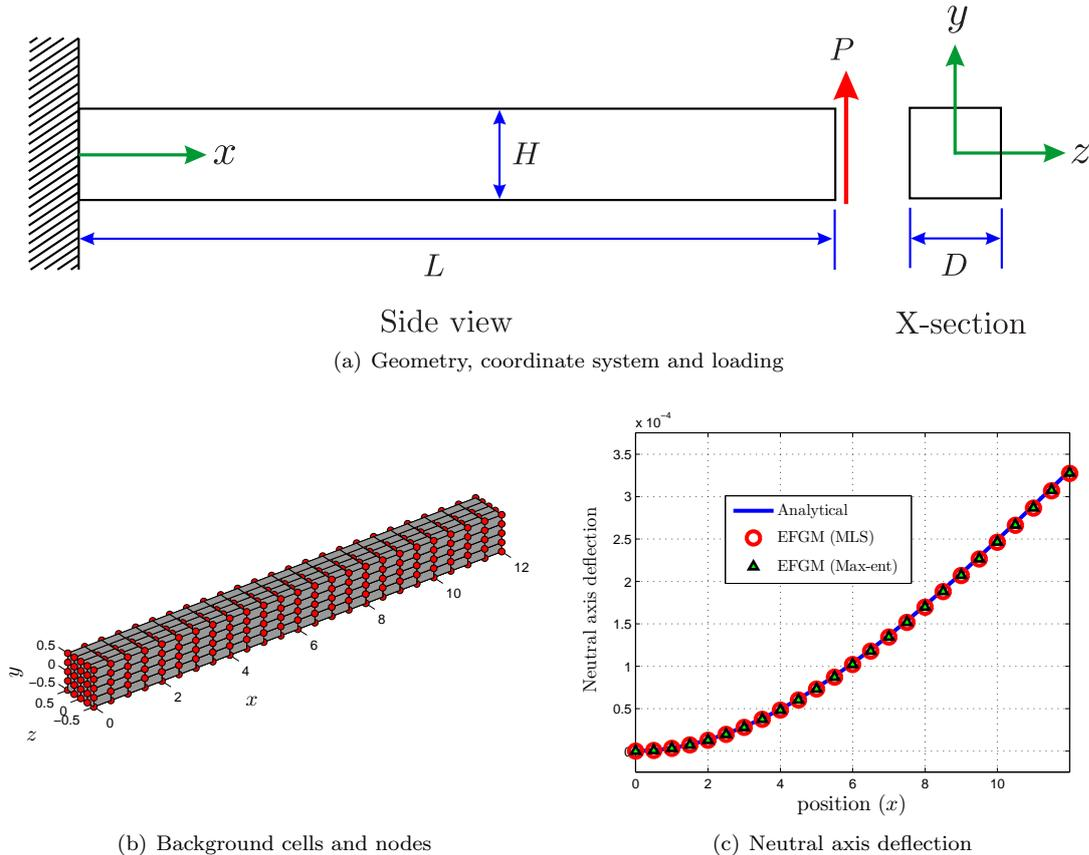 y
P
x
H
z
L
D
Side view
X-section
(a) Geometry, coordinate system and loading
x 10⁻⁴
3.5
3
2.5
2
1.5
1
0.5
0
Neutral axis deflection
Analytical
EFGM (MLS)
EFGM (Max-ent)
0
2
4
6
8
10
position (x)
0.5
0
−0.5
y
0.5
0
−0.5
z
0
2
4
6
8
10
12
x
(b) Background cells and nodes
(c) Neutral axis deflection